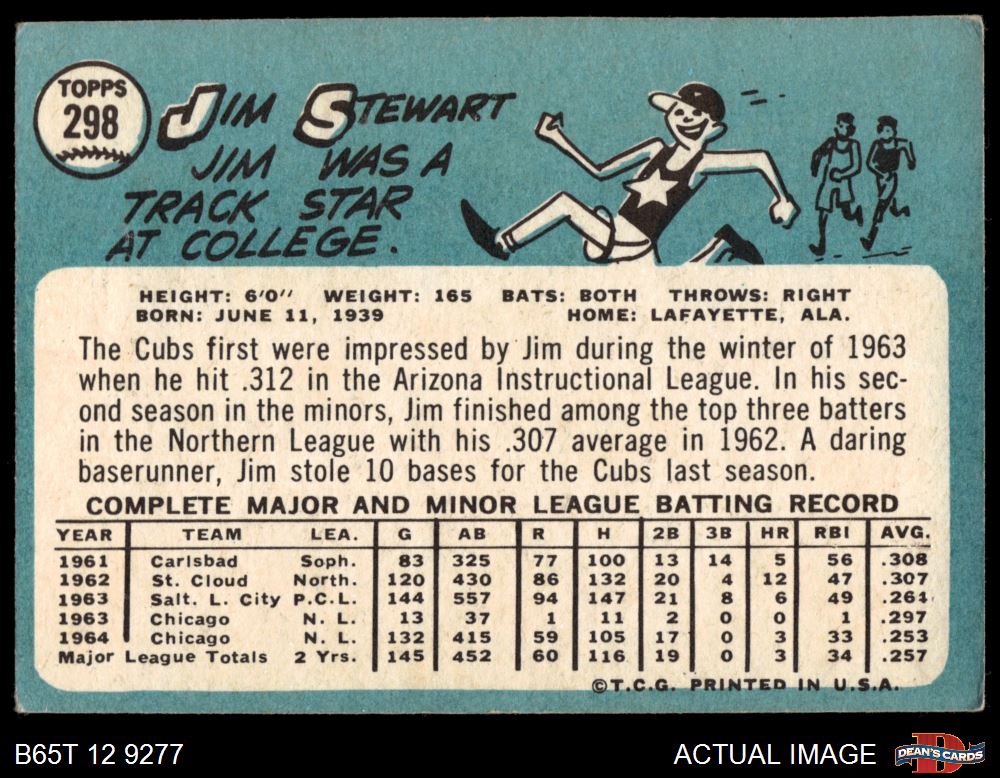 TOPPS
298
JIM STEWART
JIM WAS A
TRACK STAR
AT COLLEGE.
HEIGHT: 6'0" WEIGHT: 165 BATS: BOTH THROWS: RIGHT
BORN: JUNE 11, 1939 HOME: LAFAYETTE, ALA.
The Cubs first were impressed by Jim during the winter of 1963
when he hit .312 in the Arizona Instructional League. In his sec-
ond season in the minors, Jim finished among the top three batters
in the Northern League with his .307 average in 1962. A daring
baserunner, Jim stole 10 bases for the Cubs last season.
COMPLETE MAJOR AND MINOR LEAGUE BATTING RECORD
YEAR TEAM LEA. G AB R H 2B 3B HR RBI AVG.
1961 Carlsbad Soph. 83 325 77 100 13 14 5 56 .308
1962 St. Cloud North. 120 430 86 132 20 4 12 47 .307
1963 Salt. L. City P.C.L. 144 557 94 147 21 8 6 49 .264
1963 Chicago N. L. 13 37 1 11 2 0 0 1 .297
1964 Chicago N. L. 132 415 59 105 17 0 3 33 .253
Major League Totals 2 Yrs. 145 452 60 116 19 0 3 34 .257
©T.C.G. PRINTED IN U.S.A.
B65T 12 9277 ACTUAL IMAGE DEAN'S CARDS